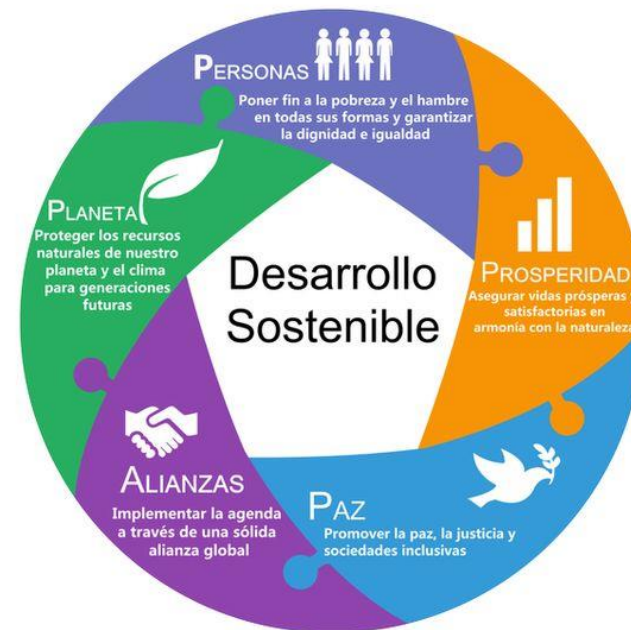 PERSONAS
Poner fin a la pobreza y el hambre
en todas sus formas y garantizar
la dignidad e igualdad
PROSPERIDAD
Asegurar vidas prósperas
satisfactorias en
armonía con la naturaleza
PAZ
Promover la paz, la justicia y
sociedades inclusivas
ALIANZAS
Implementar la agenda
a través de una sólida
alianza global
PLANETA
Proteger los recursos
naturales de nuestro
planeta y el clima
para generaciones
futuras
Desarrollo
Sostenible